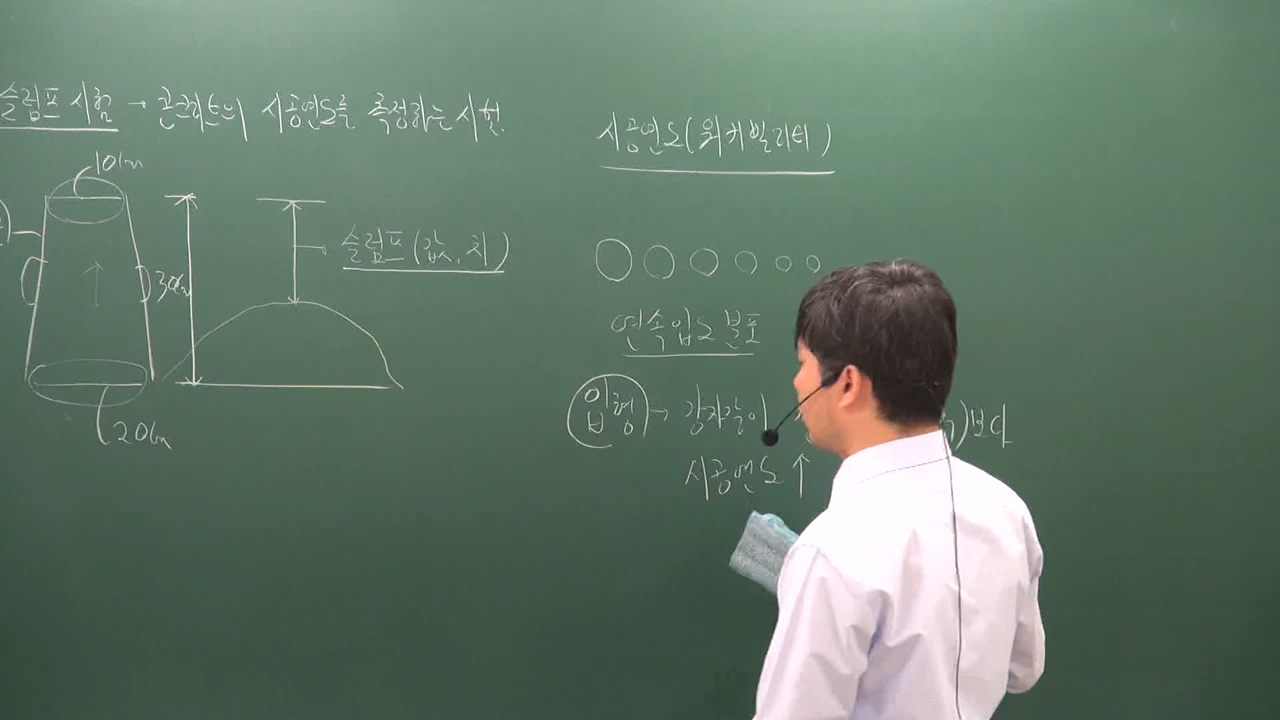 슬럼프 시험 → 콘크리트의 시공연도를 측정하는 시험.
10cm
30cm
20cm
슬럼프(값, 치)
시공연도(워커빌리티)
연속입도 분포
입형 → 강자갈이
)보다
시공연도 ↑